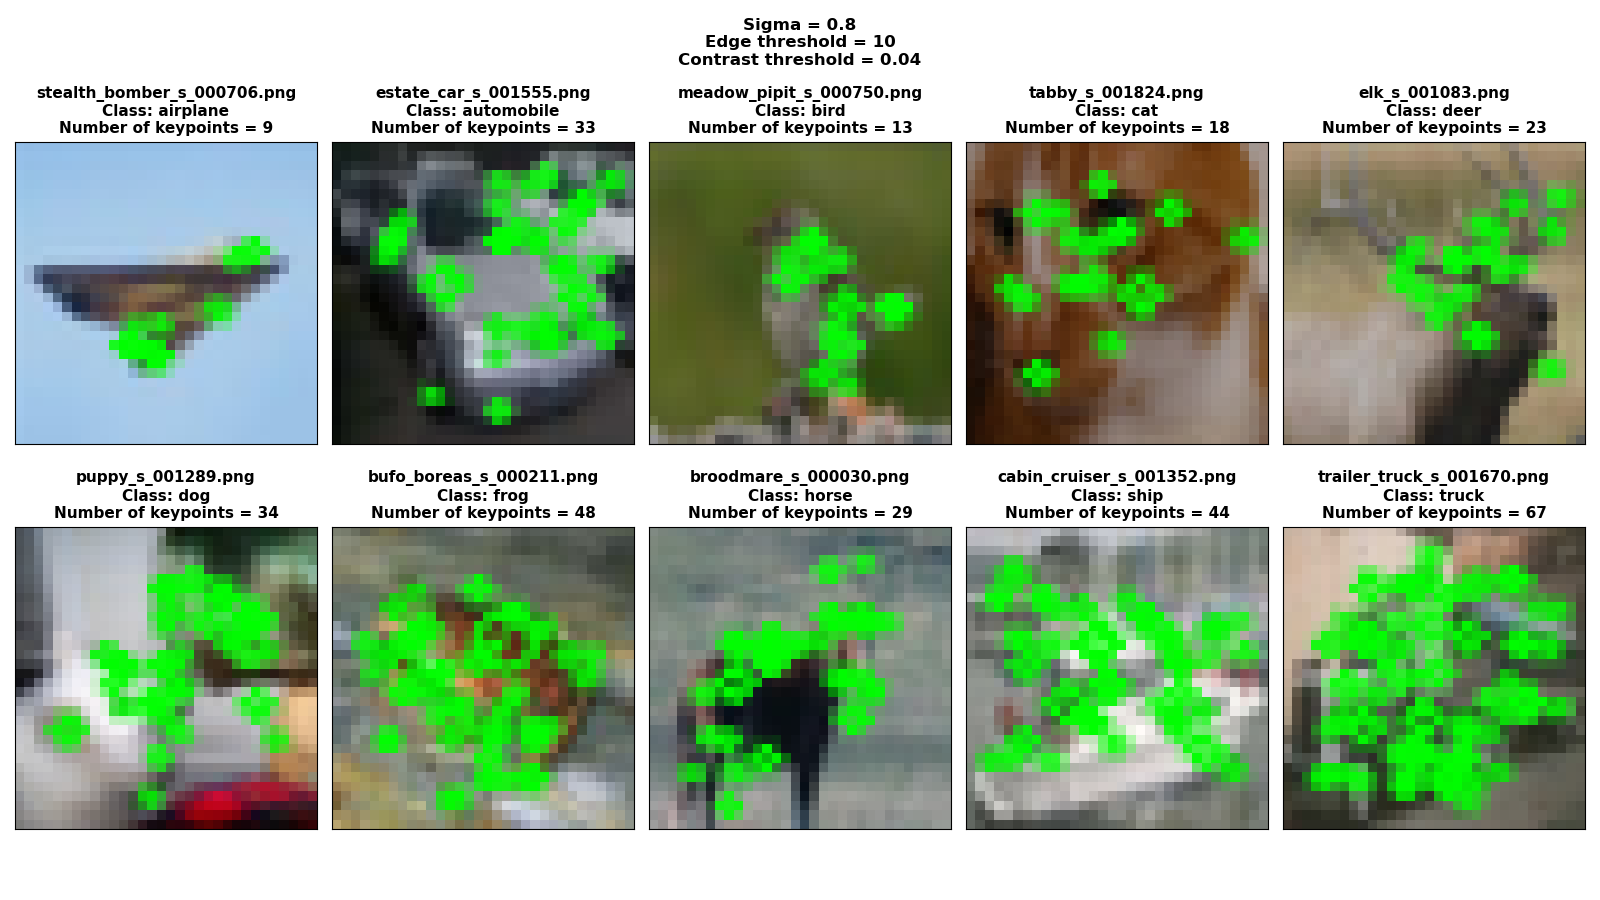 Sigma = 0.8
Edge threshold = 10
Contrast threshold = 0.04
stealth_bomber_s_000706.png
Class: airplane
Number of keypoints = 9
estate_car_s_001555.png
Class: automobile
Number of keypoints = 33
meadow_pipit_s_000750.png
Class: bird
Number of keypoints = 13
tabby_s_001824.png
Class: cat
Number of keypoints = 18
elk_s_001083.png
Class: deer
Number of keypoints = 23
puppy_s_001289.png
Class: dog
Number of keypoints = 34
bufo_boreas_s_000211.png
Class: frog
Number of keypoints = 48
broodmare_s_000030.png
Class: horse
Number of keypoints = 29
cabin_cruiser_s_001352.png
Class: ship
Number of keypoints = 44
trailer_truck_s_001670.png
Class: truck
Number of keypoints = 67